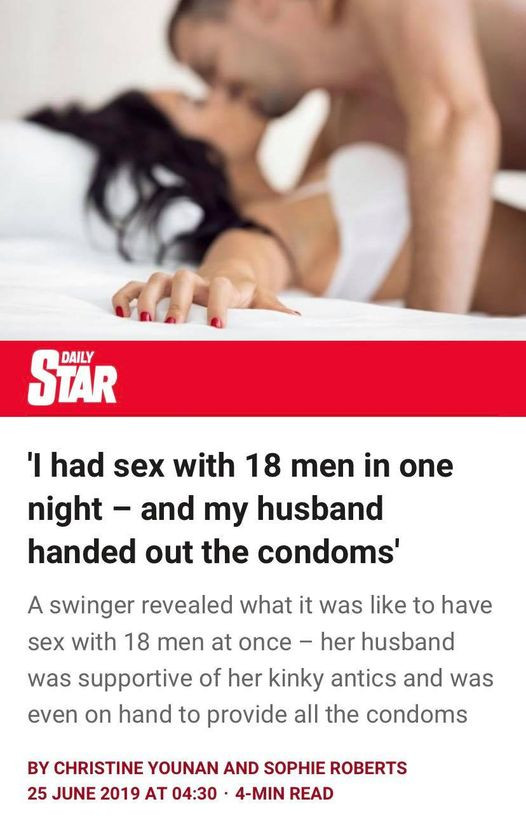 DAILY
STAR
'I had sex with 18 men in one
night – and my husband
handed out the condoms'
A swinger revealed what it was like to have
sex with 18 men at once – her husband
was supportive of her kinky antics and was
even on hand to provide all the condoms
BY CHRISTINE YOUNAN AND SOPHIE ROBERTS
25 JUNE 2019 AT 04:30 · 4-MIN READ